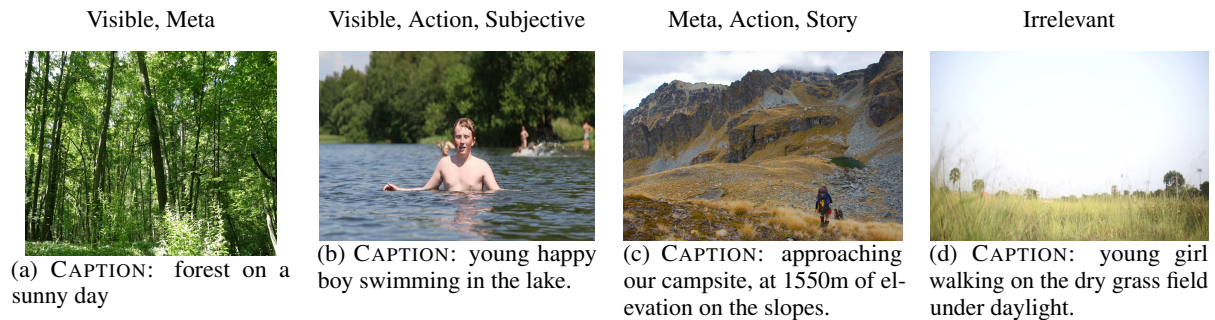 Visible, Meta
Visible, Action, Subjective
Meta, Action, Story
Irrelevant
(a) CAPTION: forest on a
sunny day
(b) CAPTION: young happy
boy swimming in the lake.
(c) CAPTION: approaching
our campsite, at 1550m of el-
evation on the slopes.
(d) CAPTION: young girl
walking on the dry grass field
under daylight.